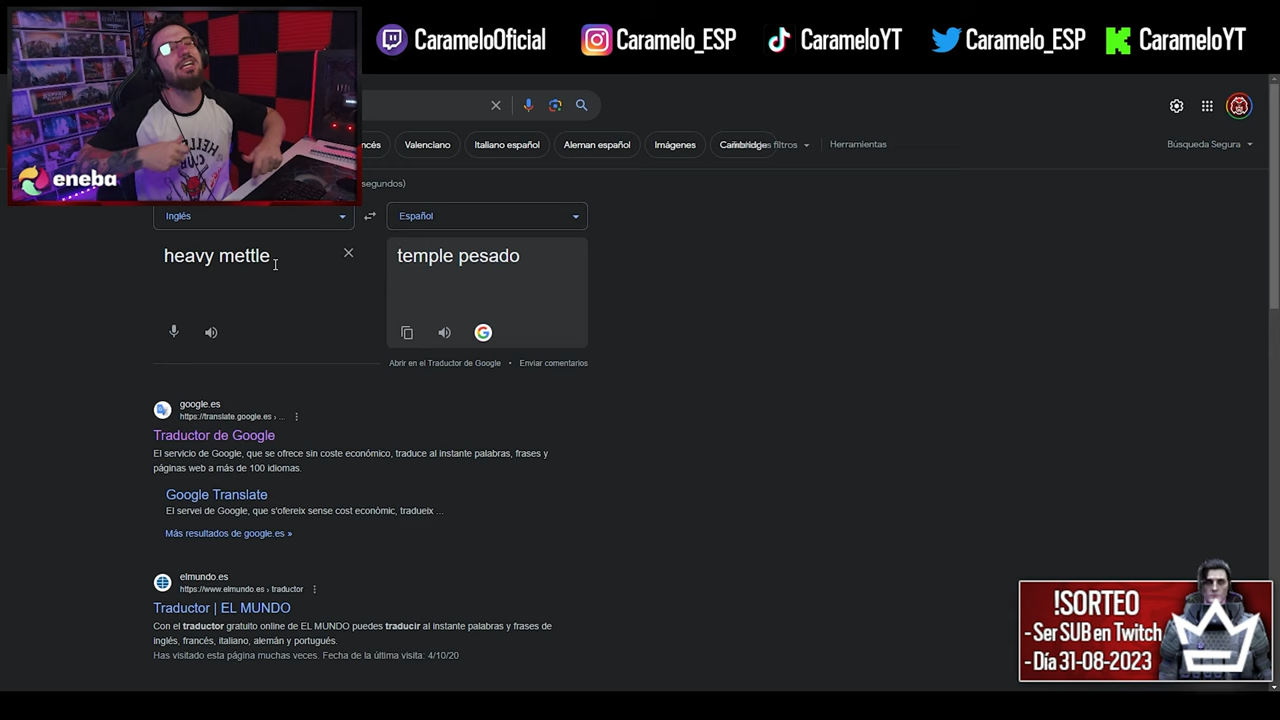 CarameloOficial
Caramelo_ESP
CarameloYT
Caramelo_ESP
CarameloYT
eneba
ncés
Valenciano
Italiano español
Aleman español
Imágenes
Cambridge
filtros
Herramientas
Búsqueda Segura
segundos)
Inglés
Español
heavy mettle
temple pesado
Abrir en el Traductor de Google • Enviar comentarios
google.es
https://translate.google.es › ...
Traductor de Google
El servicio de Google, que se ofrece sin coste económico, traduce al instante palabras, frases y
páginas web a más de 100 idiomas.
Google Translate
El servei de Google, que s'ofereix sense cost econòmic, tradueix ...
Más resultados de google.es »
elmundo.es
https://www.elmundo.es › traductor
Traductor | EL MUNDO
Con el traductor gratuito online de EL MUNDO puedes traducir al instante palabras y frases de
inglés, francés, italiano, alemán y portugués.
Has visitado esta página muchas veces. Fecha de la última visita: 4/10/20
!SORTEO
- Ser SUB en Twitch
- Día 31-08-2023